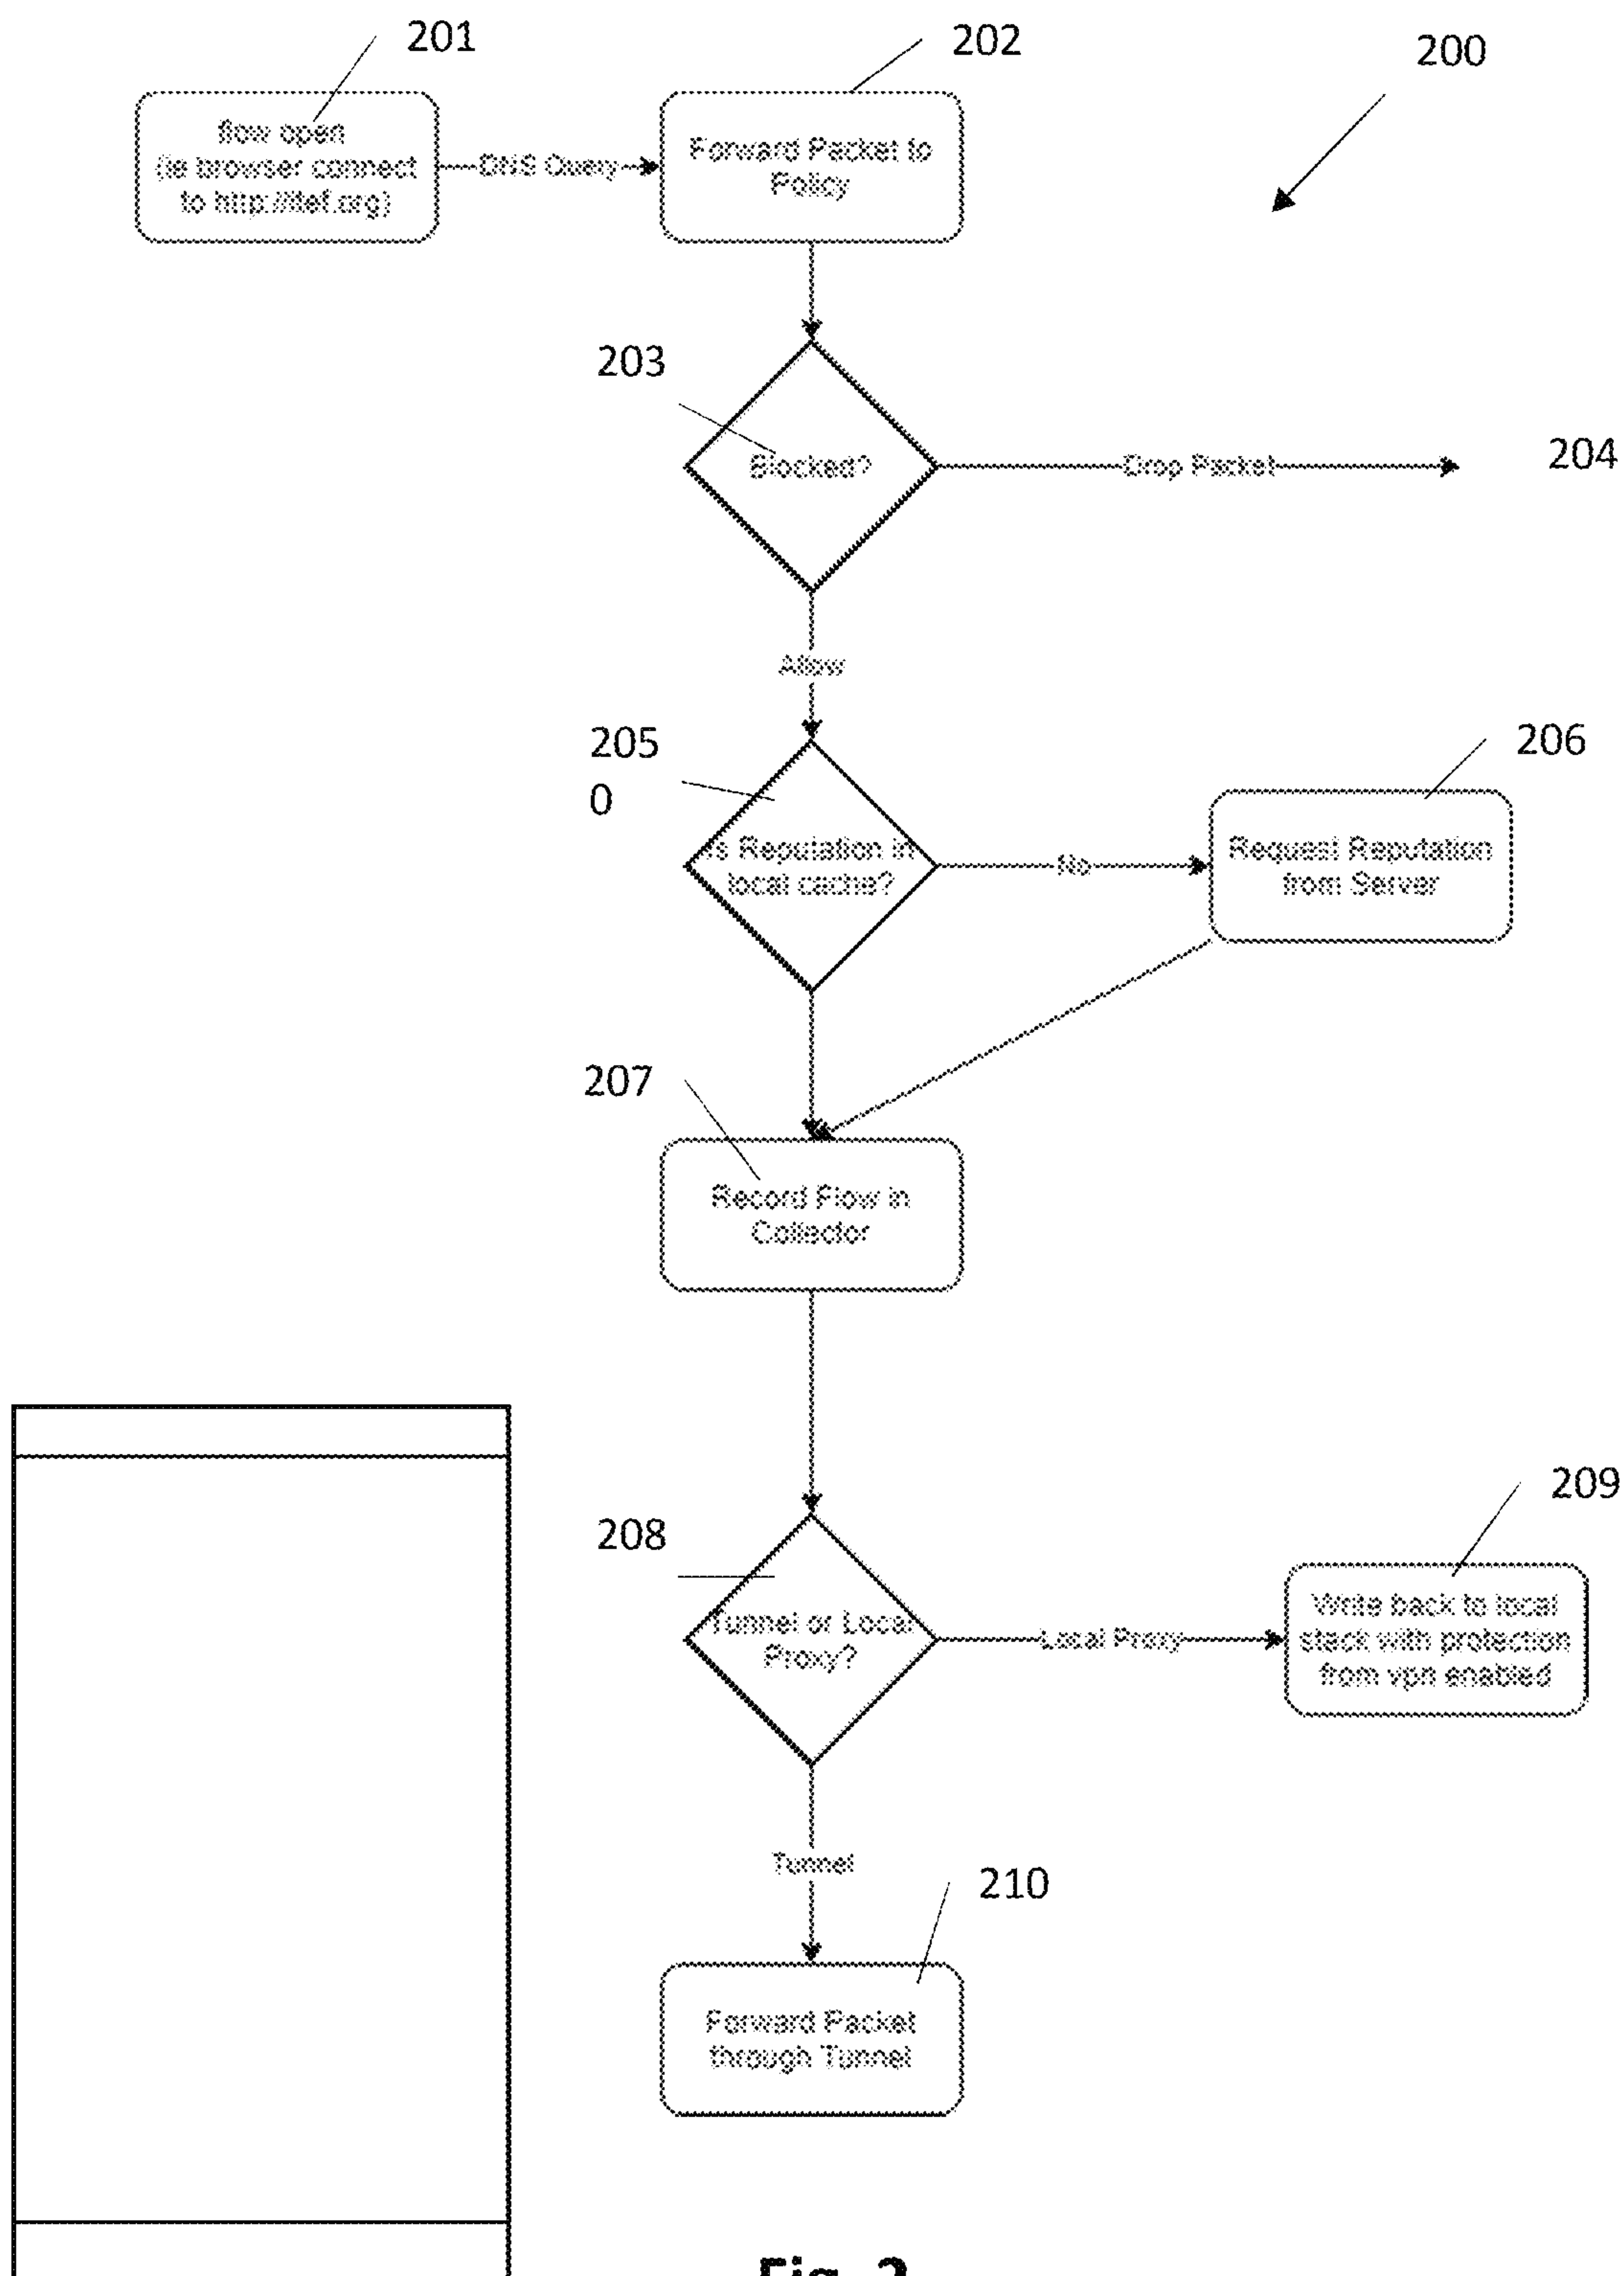 201
202
200
flow open
(ie browser connect
to http://itef.org)
DNS Query
Forward Packet to
Policy
203
Blocked?
Drop Packet
204
Allow
205
0
206
Is Reputation in
local cache?
No
Request Reputation
from Server
207
Record Flow in
Collector
208
209
Tunnel or Local
Proxy?
Local Proxy
Write back to local
stack with protection
from vpn enabled
Tunnel
210
Forward Packet
through Tunnel
Fig. 2